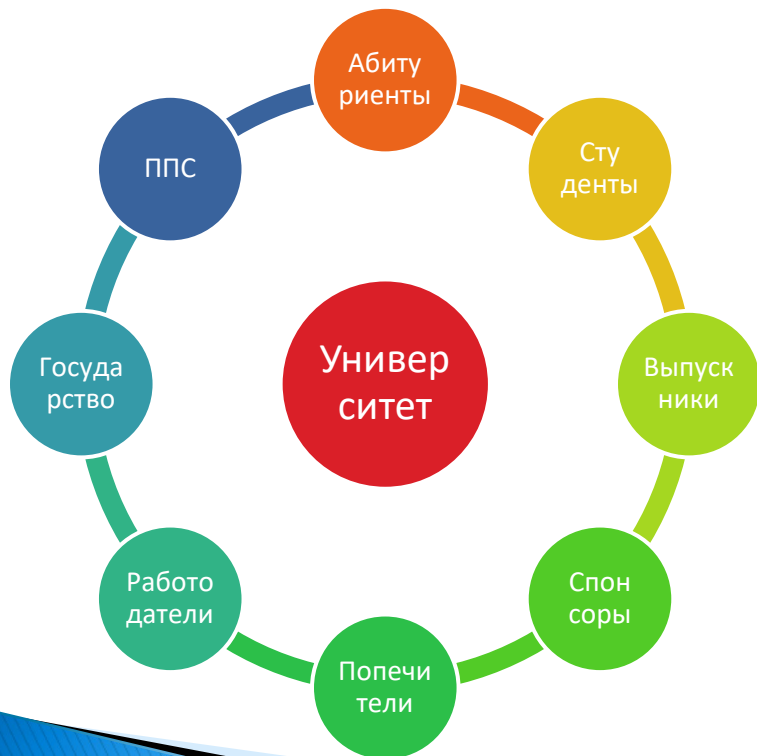 Абиту
риенты
Сту
денты
Выпуск
ники
Спон
соры
Попечи
тели
Работо
датели
Госуда
рство
ППС
Универ
ситет